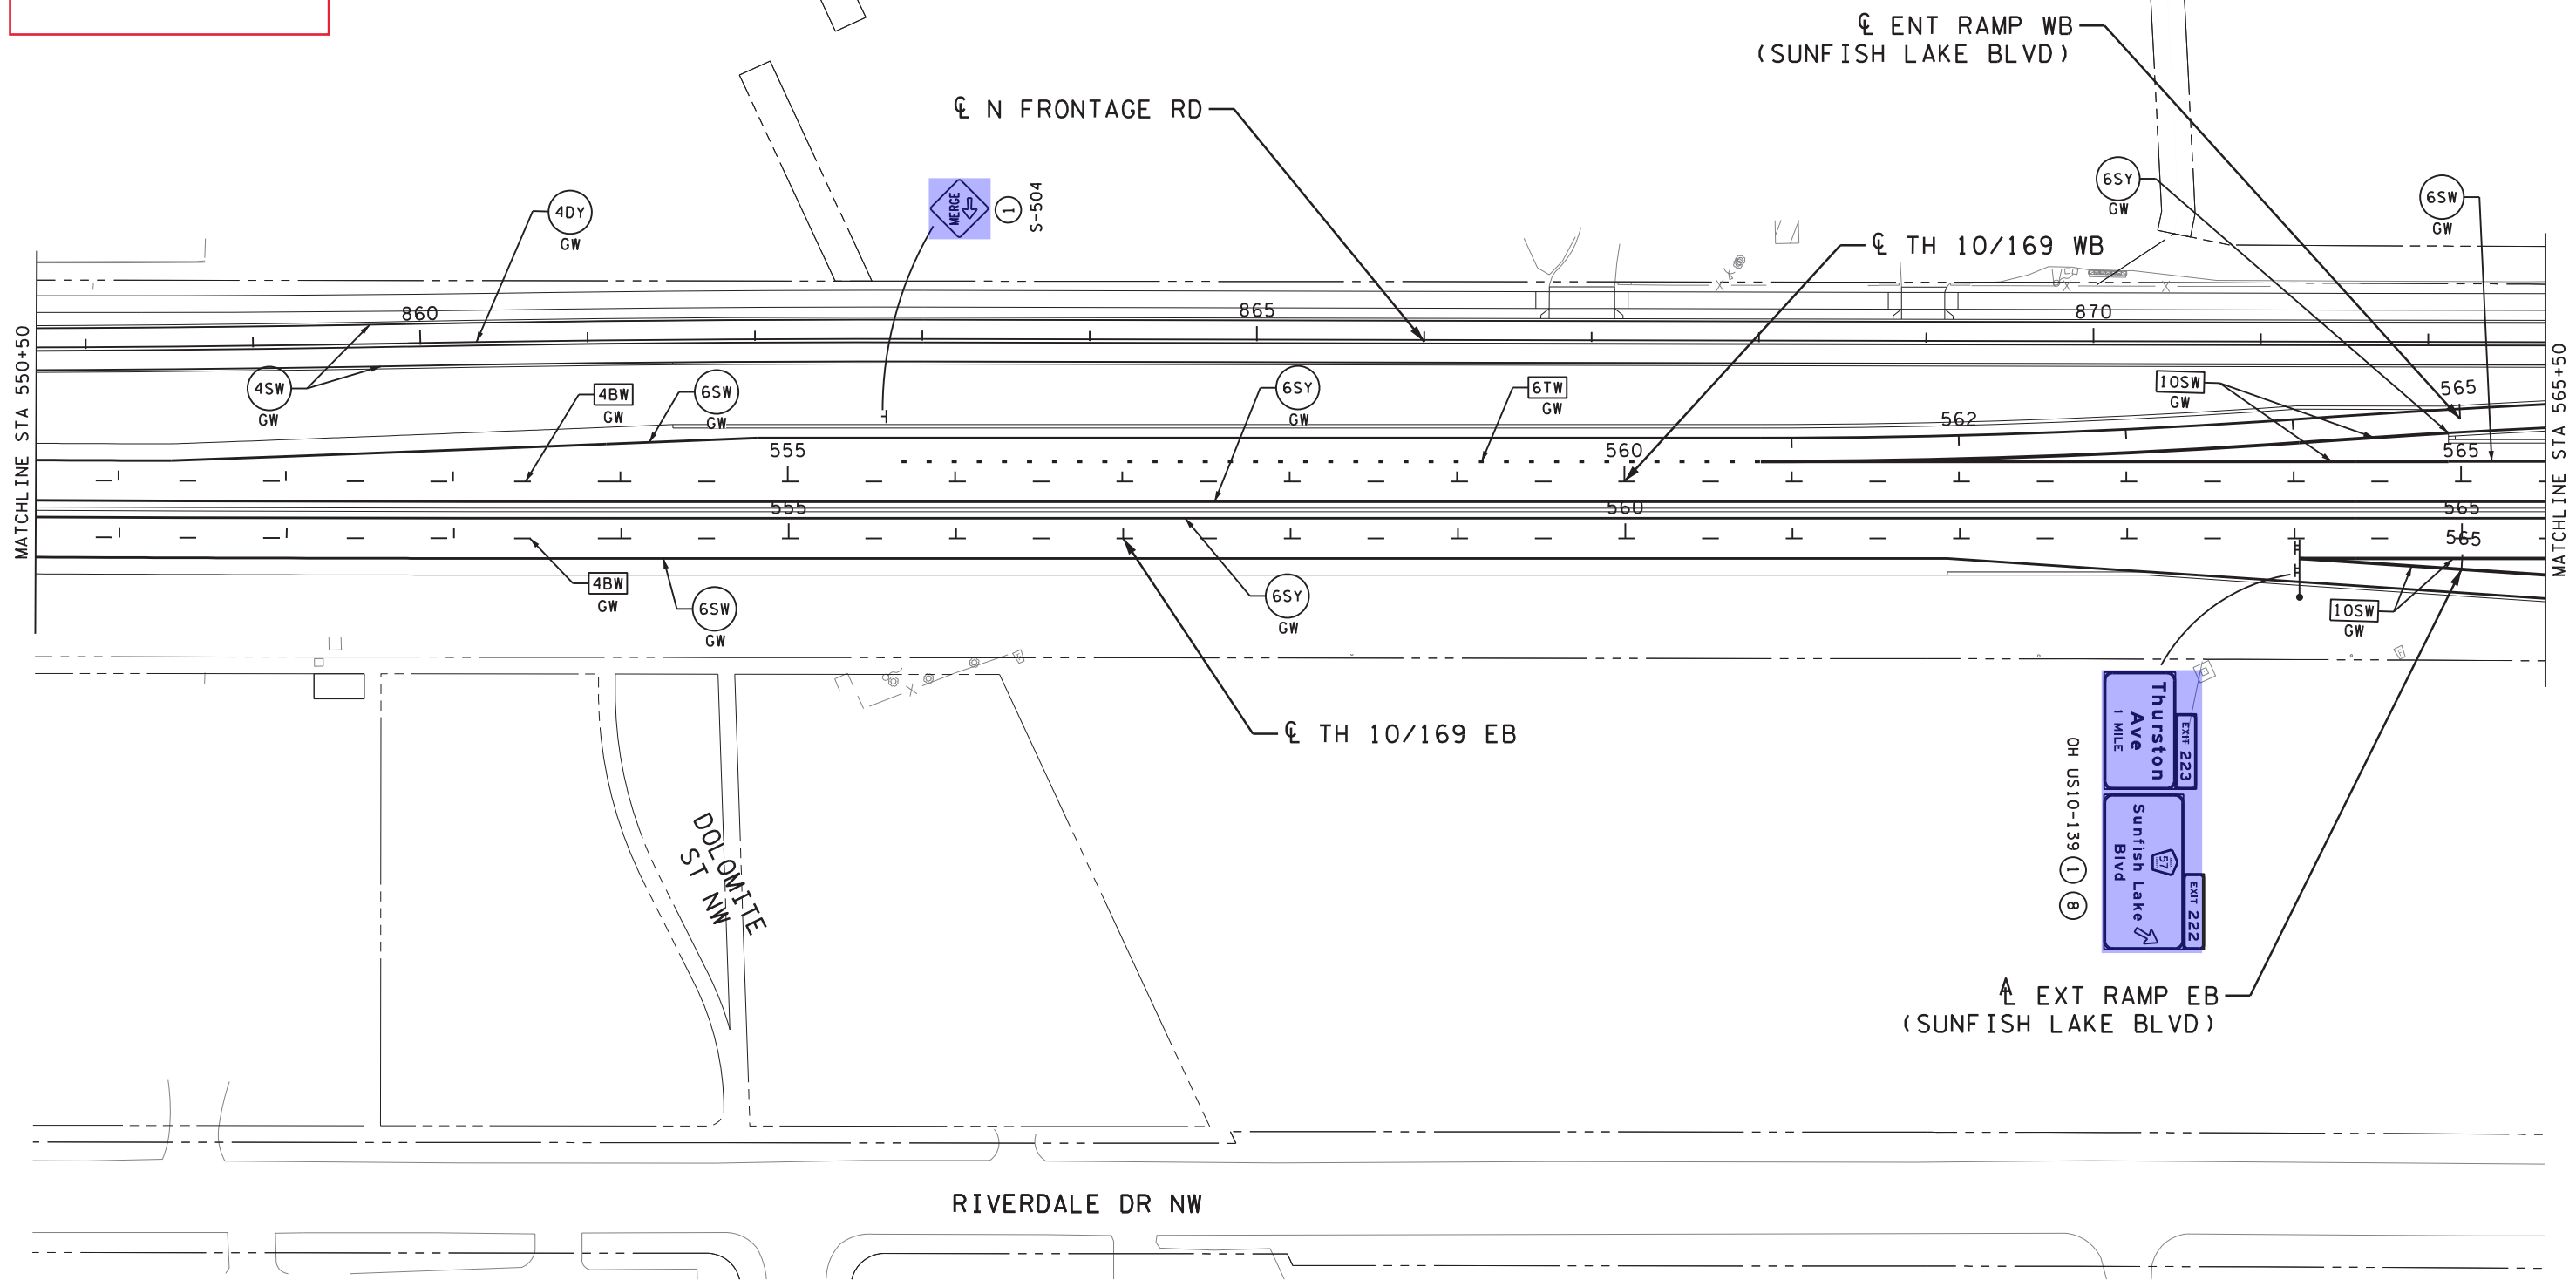 ℄ ENT RAMP WB
(SUNFISH LAKE BLVD)
℄ N FRONTAGE RD
MERGE
1
S-504
6SY
GW
6SW
GW
4DY
GW
℄ TH 10/169 WB
860
865
870
MATCHLINE STA 550+50
MATCHLINE STA 565+50
4SW
GW
4BW
GW
6SW
GW
6SY
GW
6TW
GW
10SW
GW
562
565
555
560
565
555
560
565
565
4BW
GW
6SW
GW
6SY
GW
10SW
GW
℄ TH 10/169 EB
EXIT 223
Thurston
Ave
1 MILE
EXIT 222
57
Sunfish Lake
Blvd
OH US10-139 1 8
DOLOMITE
ST NW
EXT RAMP EB
(SUNFISH LAKE BLVD)
RIVERDALE DR NW